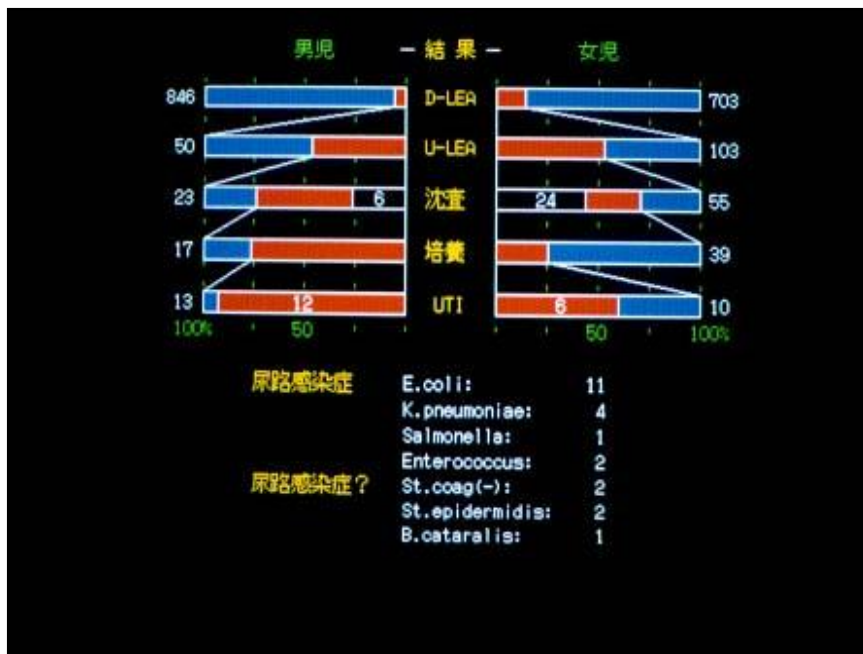 男児 - 結果 - 女児
846 D-LEA 703
50 U-LEA 103
23 6 沈査 24 55
17 培養 39
13 12 UTI 6 10
100% 50 50 100%
尿路感染症 E.coli: 11
K.pneumoniae: 4
Salmonella: 1
Enterococcus: 2
尿路感染症? St.coag(-): 2
St.epidermidis: 2
B.cataralis: 1